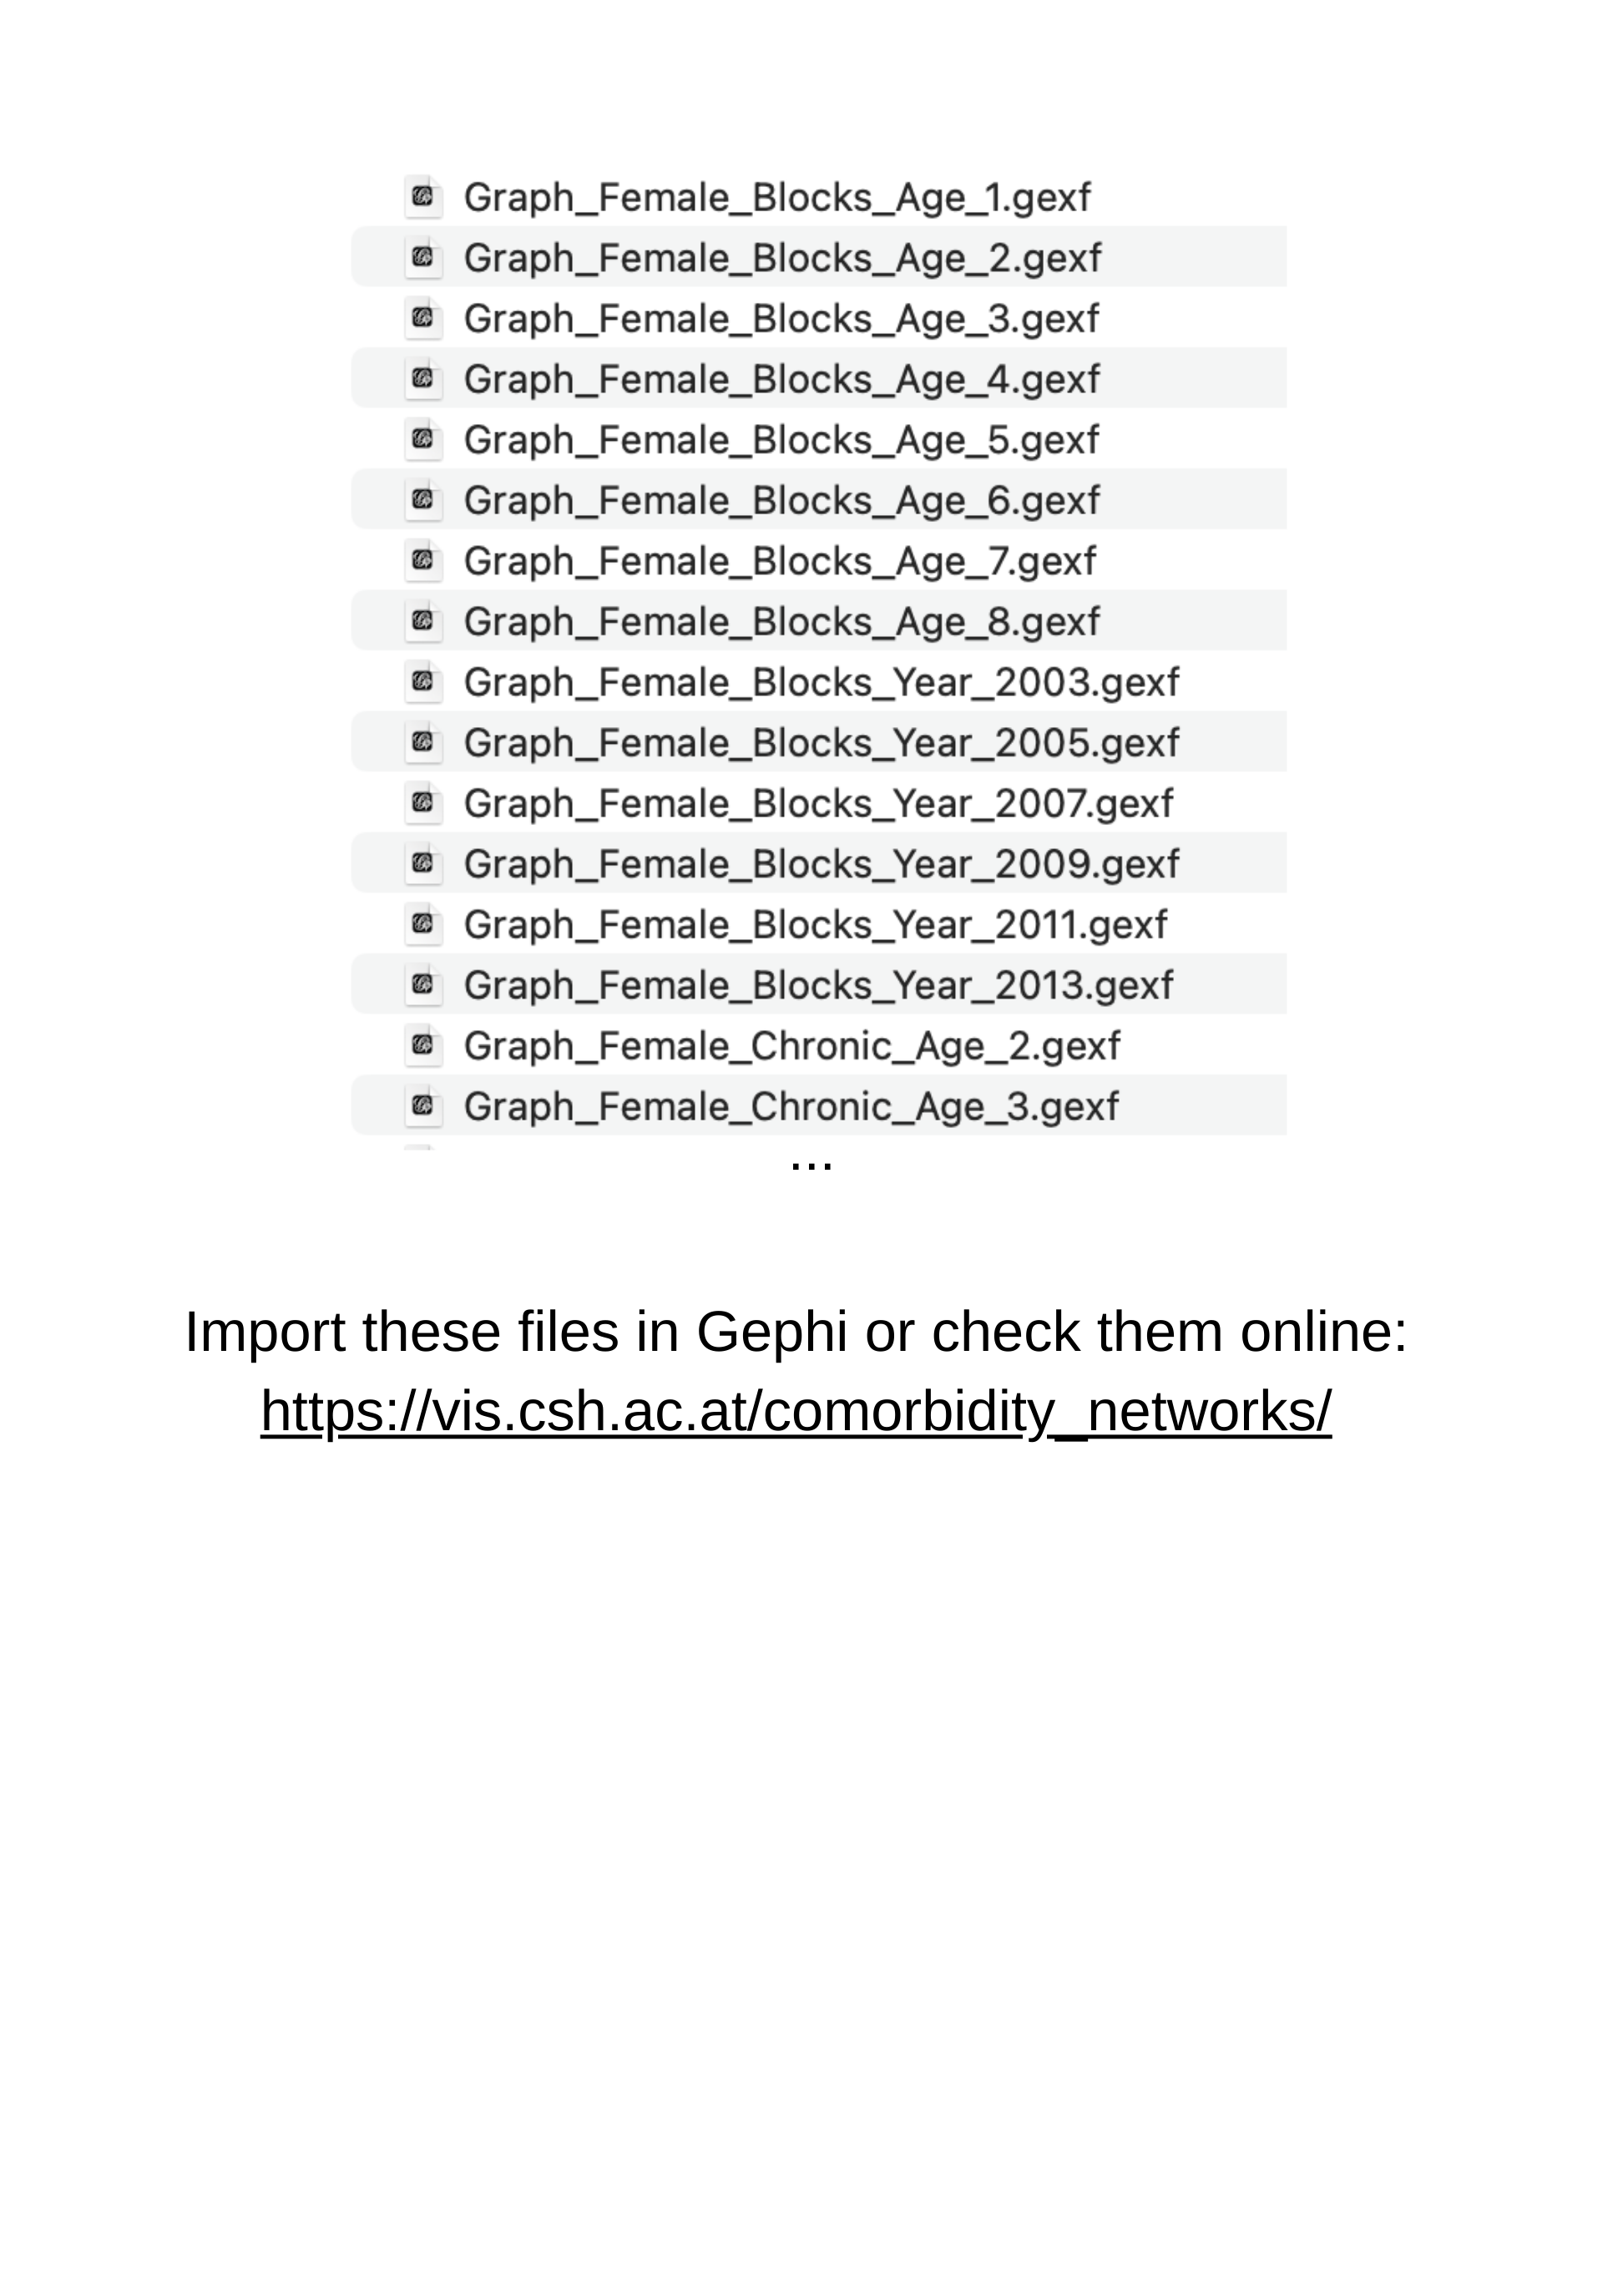 Graph_Female_Blocks_Age_1.gexf
Graph_Female_Blocks_Age_2.gexf
Graph_Female_Blocks_Age_3.gexf
Graph_Female_Blocks_Age_4.gexf
Graph_Female_Blocks_Age_5.gexf
Graph_Female_Blocks_Age_6.gexf
Graph_Female_Blocks_Age_7.gexf
Graph_Female_Blocks_Age_8.gexf
Graph_Female_Blocks_Year_2003.gexf
Graph_Female_Blocks_Year_2005.gexf
Graph_Female_Blocks_Year_2007.gexf
Graph_Female_Blocks_Year_2009.gexf
Graph_Female_Blocks_Year_2011.gexf
Graph_Female_Blocks_Year_2013.gexf
Graph_Female_Chronic_Age_2.gexf
Graph_Female_Chronic_Age_3.gexf
...
Import these files in Gephi or check them online:
https://vis.csh.ac.at/comorbidity_networks/